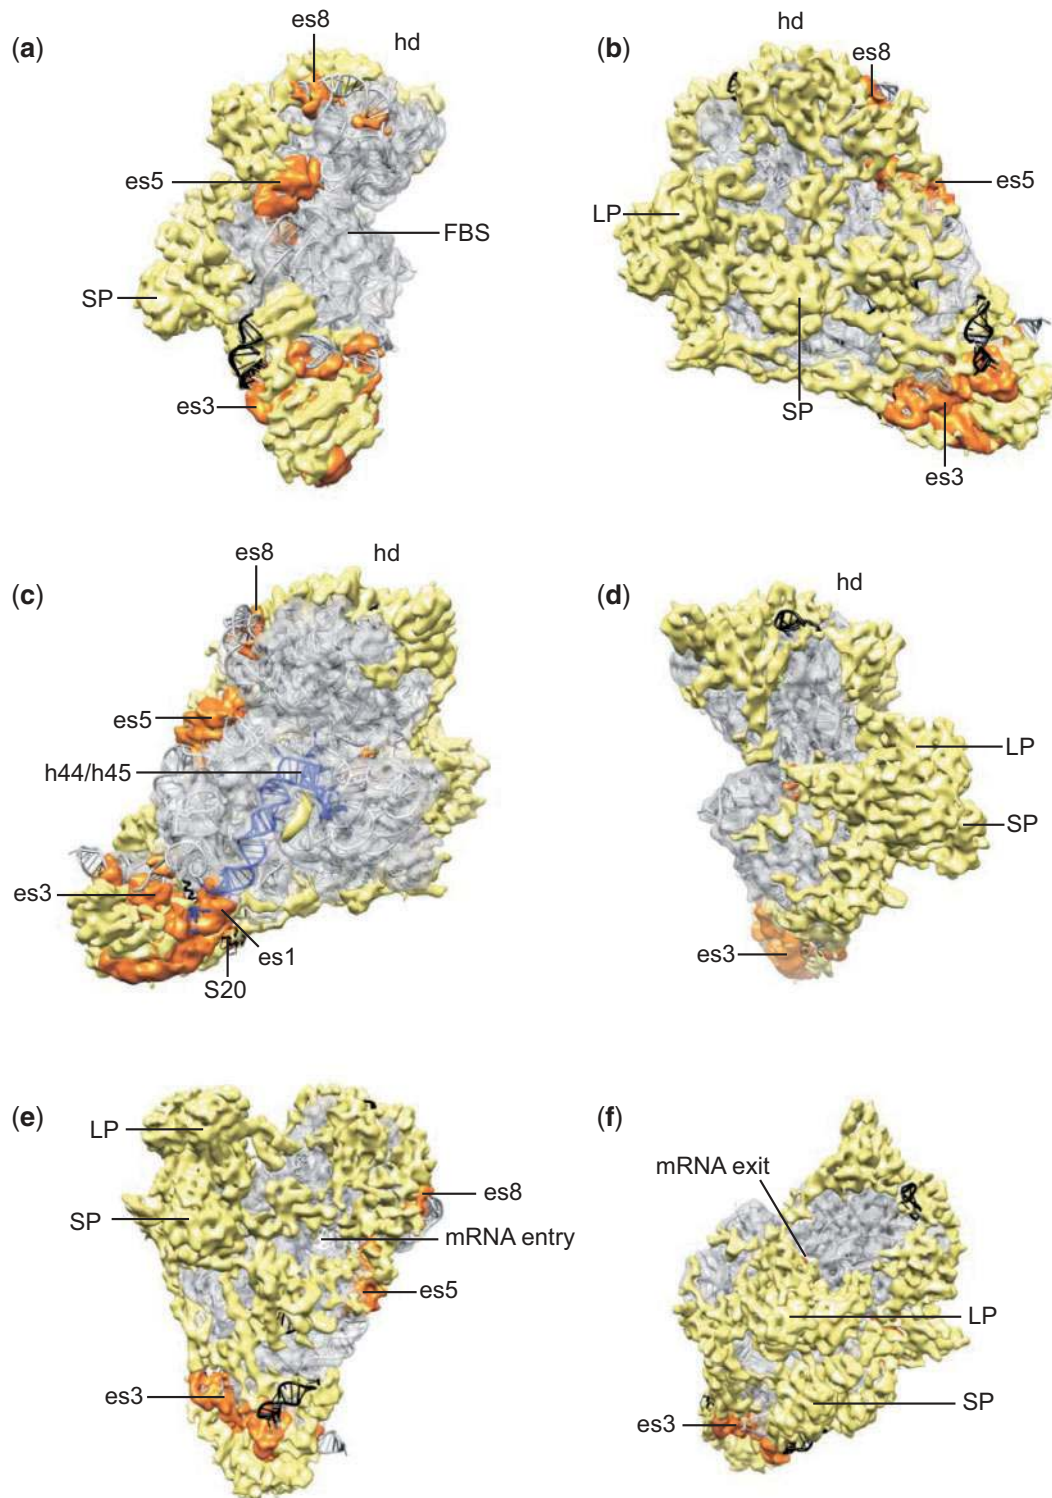 (a)
es8
hd
es5
FBS
SP
es3
(b)
hd
es8
es5
LP
SP
es3
(c)
es8
hd
es5
h44/h45
es3
es1
S20
(d)
hd
LP
SP
es3
(e)
LP
SP
es8
mRNA entry
es5
es3
(f)
mRNA exit
LP
SP
es3